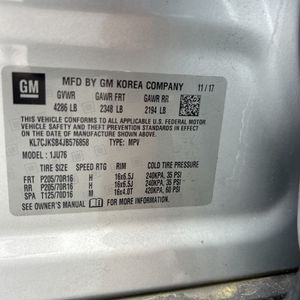 GM
MFD BY GM KOREA COMPANY 11 / 17
GVWR GAWR FRT GAWR RR
4286 LB 2348 LB 2194 LB
THIS VEHICLE CONFORMS TO ALL APPLICABLE U.S. FEDERAL MOTOR
VEHICLE SAFETY AND THEFT PREVENTION STANDARDS IN EFFECT ON
THE DATE OF MANUFACTURE SHOWN ABOVE.
KL7CJKSB4JB576858 TYPE: MPV
MODEL: 1JU76
TIRE SIZE SPEED RTG RIM COLD TIRE PRESSURE
FRT P205/70R16 H 16x6.5J 240KPA, 35 PSI
RR P205/70R16 H 16x6.5J 240KPA, 35 PSI
SPA T125/70D16 M 16x4.0T 420KPA, 60 PSI
SEE OWNER'S MANUAL FOR MORE INFORMATION.